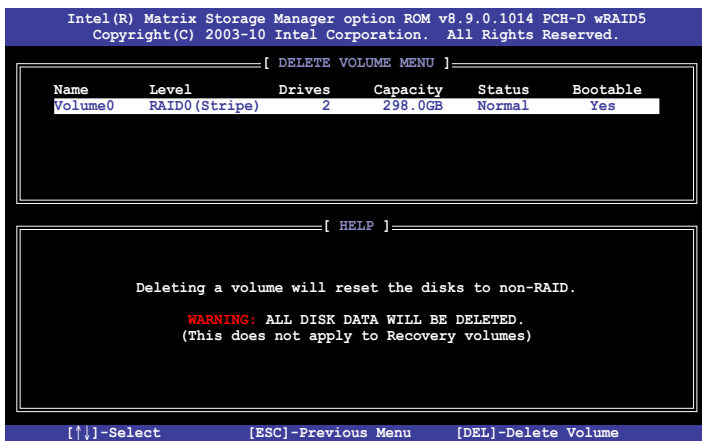 Intel(R) Matrix Storage Manager option ROM v8.9.0.1014 PCH-D wRAID5
Copyright(C) 2003-10 Intel Corporation. All Rights Reserved.
[ DELETE VOLUME MENU ]
Name Level Drives Capacity Status Bootable
Volume0 RAID0(Stripe) 2 298.0GB Normal Yes
[ HELP ]
Deleting a volume will reset the disks to non-RAID.
WARNING: ALL DISK DATA WILL BE DELETED.
(This does not apply to Recovery volumes)
[↑↓]-Select [ESC]-Previous Menu [DEL]-Delete Volume